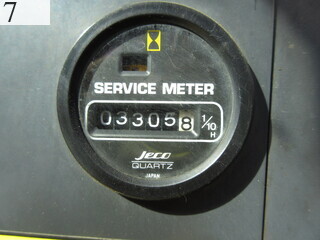 7
SERVICE METER
033058 1/10
H
Jeco
QUARTZ
JAPAN